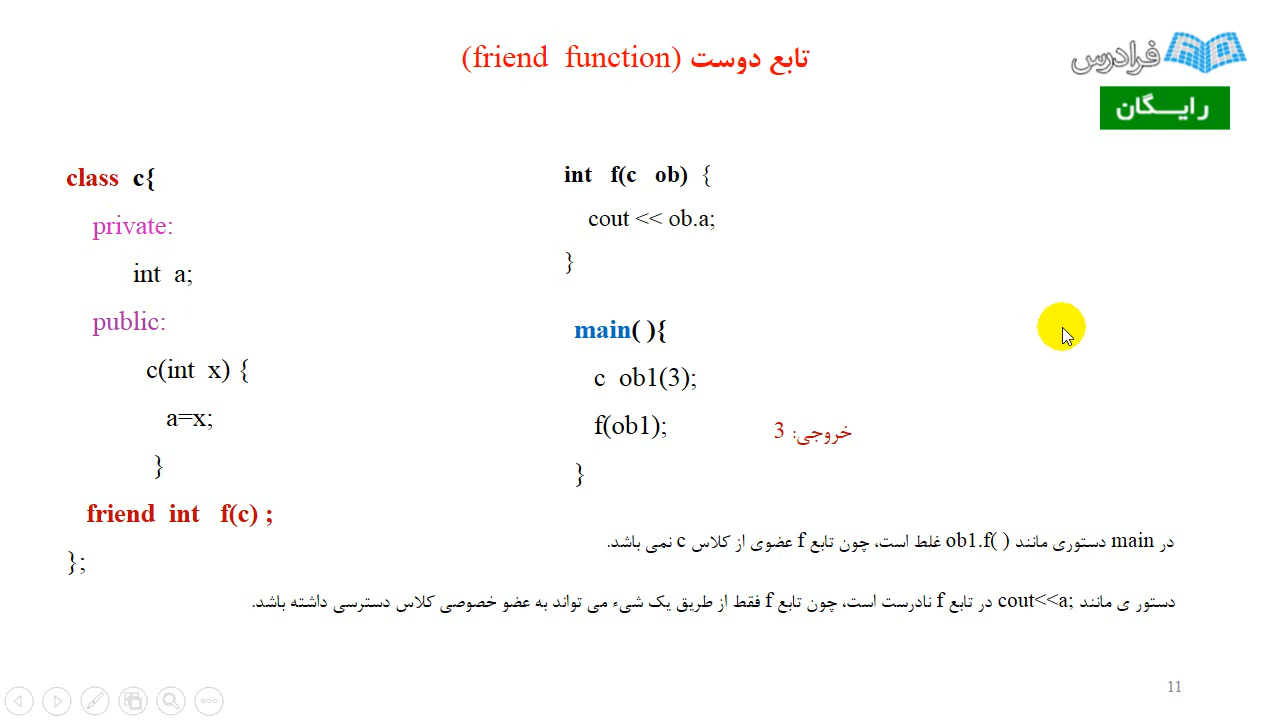 تابع دوست (friend function)
فرادرس
رایـــگان
class c{
private:
int a;
public:
c(int x) {
a=x;
}
friend int f(c) ;
};
int f(c ob) {
cout << ob.a;
}
main( ){
c ob1(3);
f(ob1);
}
خروجی: 3
در main دستوری مانند ob1.f( ) غلط است، چون تابع f عضوی از کلاس c نمی باشد.
دستور ی مانند cout<<a; در تابع f نادرست است، چون تابع f فقط از طریق یک شیء می تواند به عضو خصوصی کلاس دسترسی داشته باشد.
11